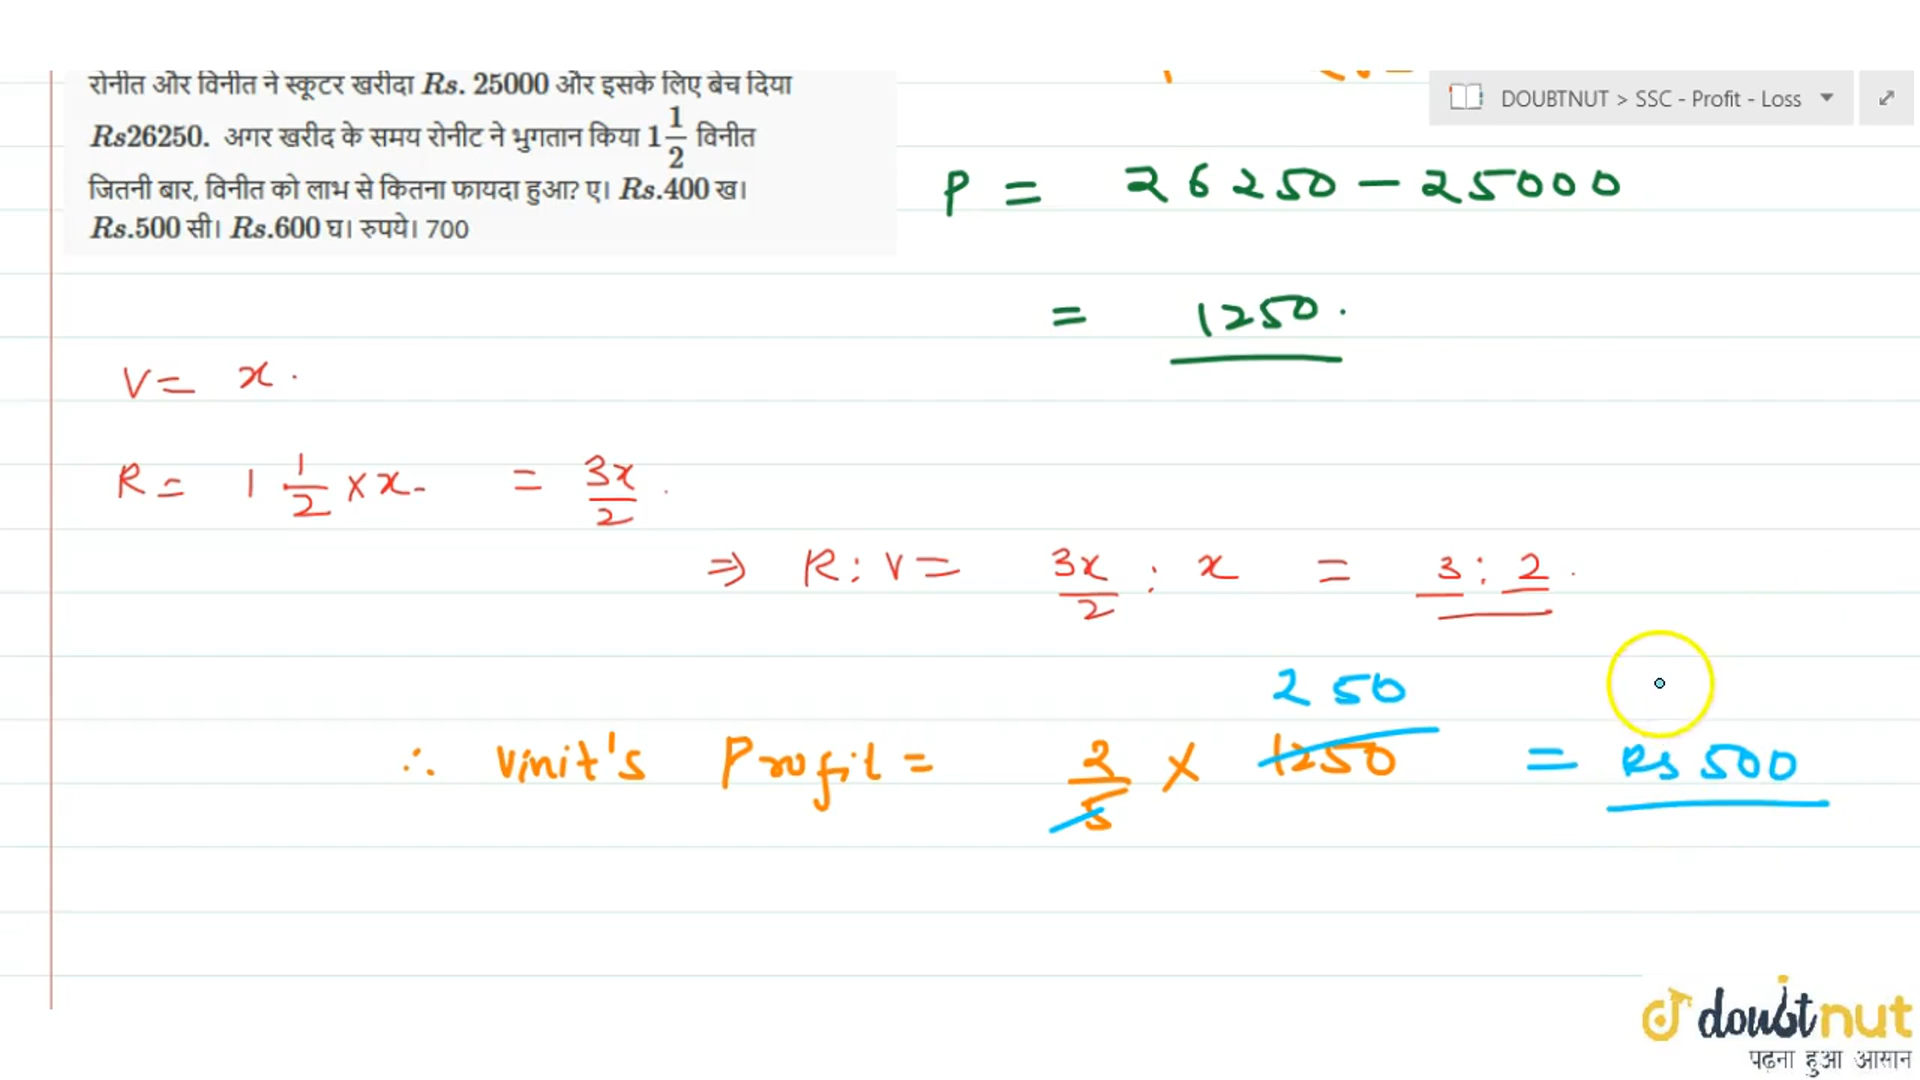 रोनीत और विनीत ने स्कूटर खरीदा Rs. 25000 और इसके लिए बेच दिया
Rs26250. अगर खरीद के समय रोनीट ने भुगतान किया 1 1/2 विनीत
जितनी बार, विनीत को लाभ से कितना फायदा हुआ? ए। Rs.400 ख।
Rs.500 सी। Rs.600 घ। रुपये। 700
DOUBTNUT > SSC - Profit - Loss
P = 26250 - 25000
= 1250.
V = x.
R = 1 1/2 × x = 3x/2.
⇒ R : V = 3x/2 : x = 3 : 2.
250
∴ Vinit's Profit = 2/5 × 1250 = Rs 500
doubtnut
पढ़ना हुआ आसान